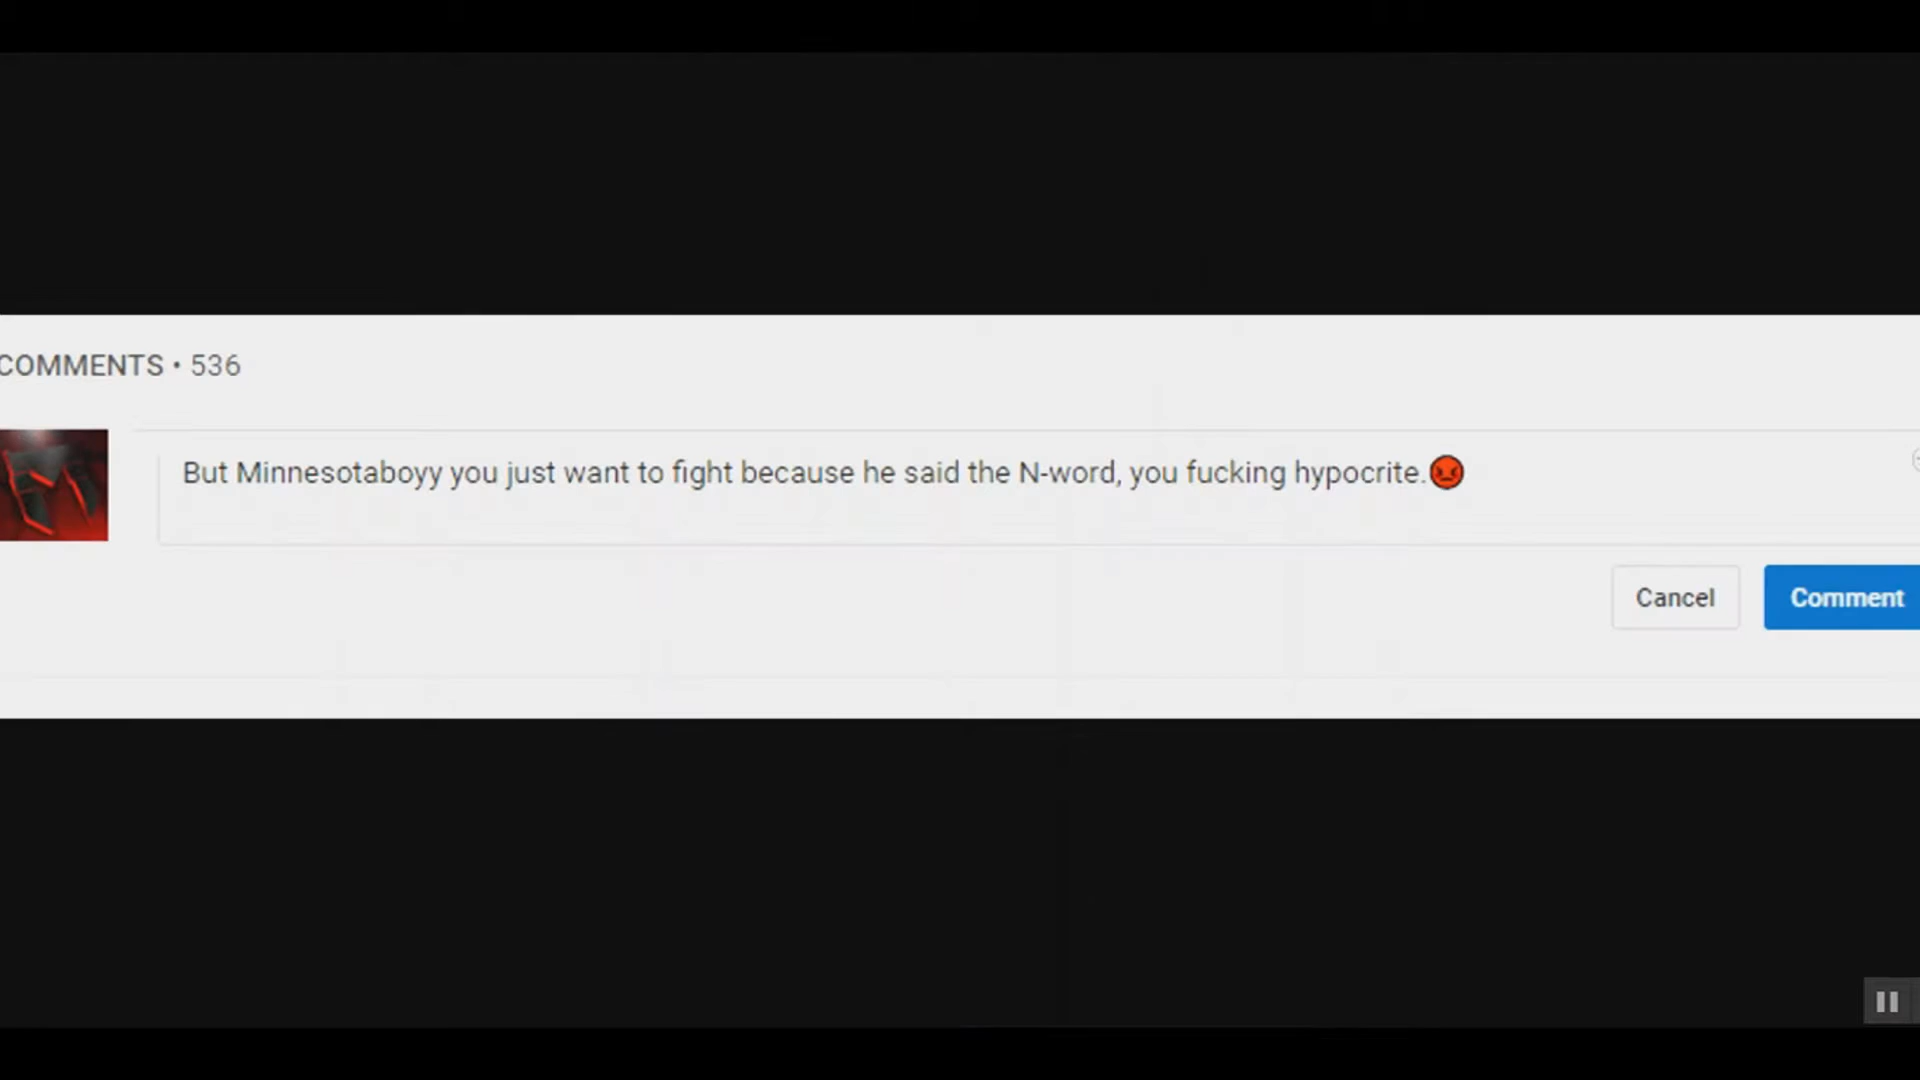 COMMENTS • 536
But Minnesotaboyy you just want to fight because he said the N-word, you fucking hypocrite.😡
Cancel
Comment